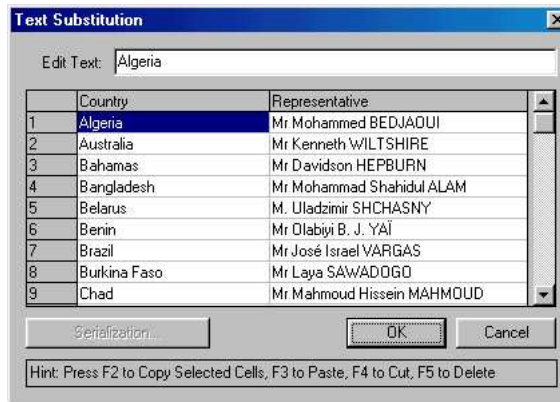 Text Substitution
Edit Text: Algeria
Country Representative
1 Algeria Mr Mohammed BEDJAOUI
2 Australia Mr Kenneth WILTSHIRE
3 Bahamas Mr Davidson HEPBURN
4 Bangladesh Mr Mohammad Shahidul ALAM
5 Belarus M. Uladzimir SHCHASNY
6 Benin Mr Olabiyi B. J. YAÏ
7 Brazil Mr José Israel VARGAS
8 Burkina Faso Mr Laya SAWADOGO
9 Chad Mr Mahmoud Hissein MAHMOUD
Serialization... OK Cancel
Hint: Press F2 to Copy Selected Cells, F3 to Paste, F4 to Cut, F5 to Delete